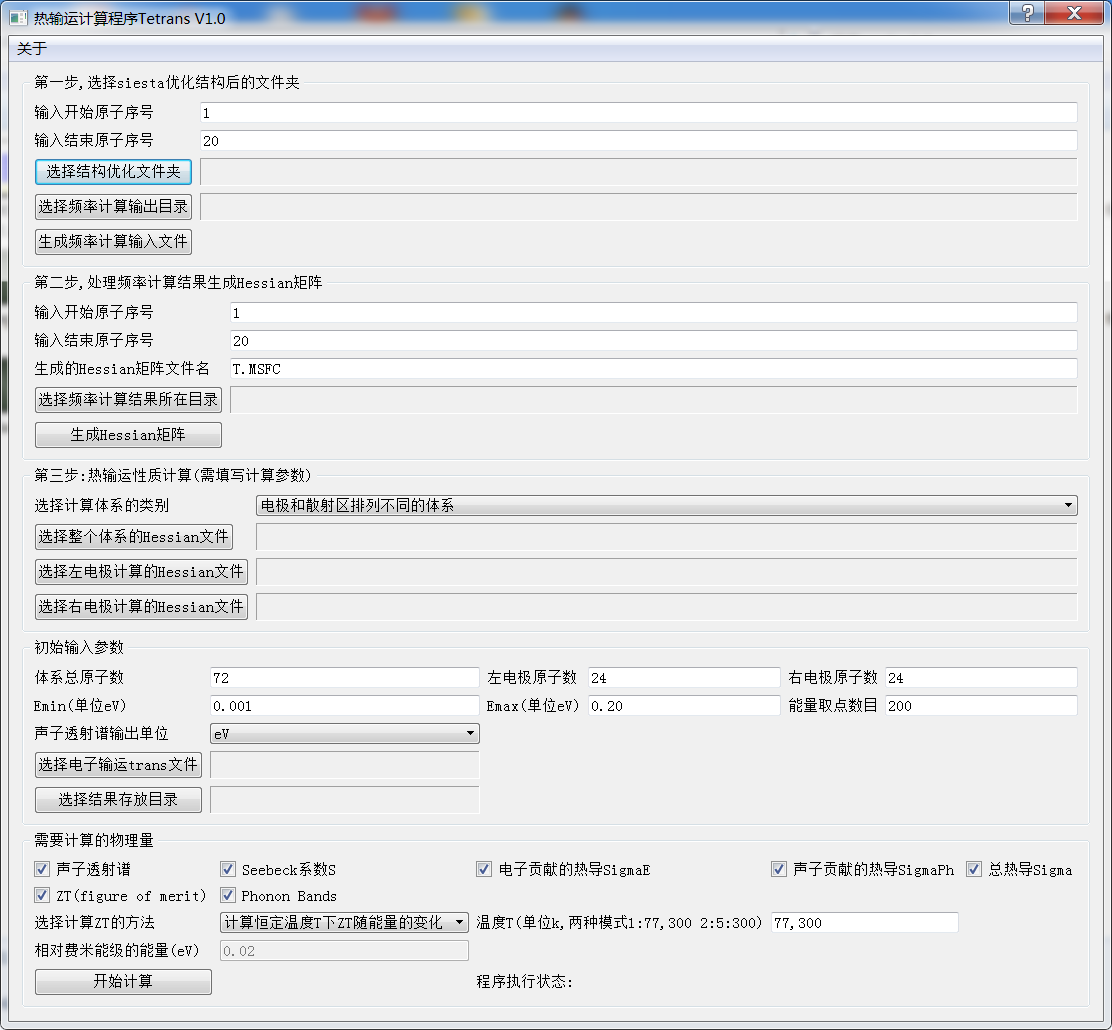 热输运计算程序Tetrans V1.0
关于
第一步,选择siesta优化结构后的文件夹
输入开始原子序号 1
输入结束原子序号 20
选择结构优化文件夹
选择频率计算输出目录
生成频率计算输入文件
第二步,处理频率计算结果生成Hessian矩阵
输入开始原子序号 1
输入结束原子序号 20
生成的Hessian矩阵文件名 T.MSFC
选择频率计算结果所在目录
生成Hessian矩阵
第三步:热输运性质计算(需填写计算参数)
选择计算体系的类别 电极和散射区排列不同的体系
选择整个体系的Hessian文件
选择左电极计算的Hessian文件
选择右电极计算的Hessian文件
初始输入参数
体系总原子数 72 左电极原子数 24 右电极原子数 24
Emin(单位eV) 0.001 Emax(单位eV) 0.20 能量取点数目 200
声子透射谱输出单位 eV
选择电子输运trans文件
选择结果存放目录
需要计算的物理量
声子透射谱 Seebeck系数S 电子贡献的热导SigmaE 声子贡献的热导SigmaPh 总热导Sigma
ZT(figure of merit) Phonon Bands
选择计算ZT的方法 计算恒定温度T下ZT随能量的变化 温度T(单位k,两种模式1:77,300 2:5:300) 77,300
相对费米能级的能量(eV) 0.02
开始计算 程序执行状态: